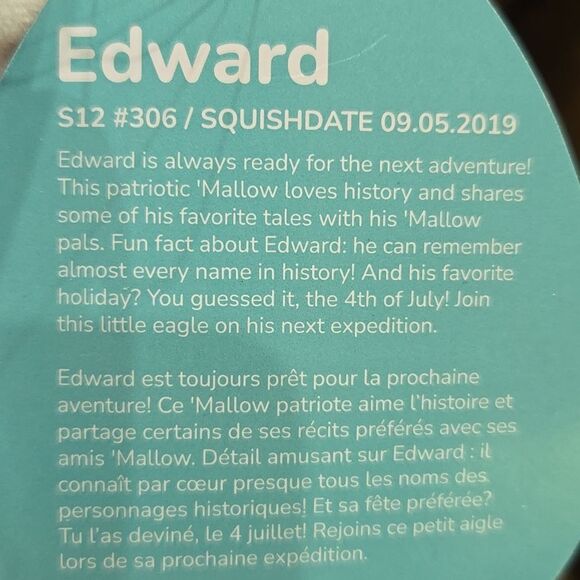 Edward
S12 #306 / SQUISHDATE 09.05.2019
Edward is always ready for the next adventure!
This patriotic 'Mallow loves history and shares
some of his favorite tales with his 'Mallow
pals. Fun fact about Edward: he can remember
almost every name in history! And his favorite
holiday? You guessed it, the 4th of July! Join
this little eagle on his next expedition.
Edward est toujours prêt pour la prochaine
aventure! Ce 'Mallow patriote aime l'histoire et
partage certains de ses récits préférés avec ses
amis 'Mallow. Détail amusant sur Edward : il
connaît par cœur presque tous les noms des
personnages historiques! Et sa fête préférée?
Tu l'as deviné, le 4 juillet! Rejoins ce petit aigle
lors de sa prochaine expédition.